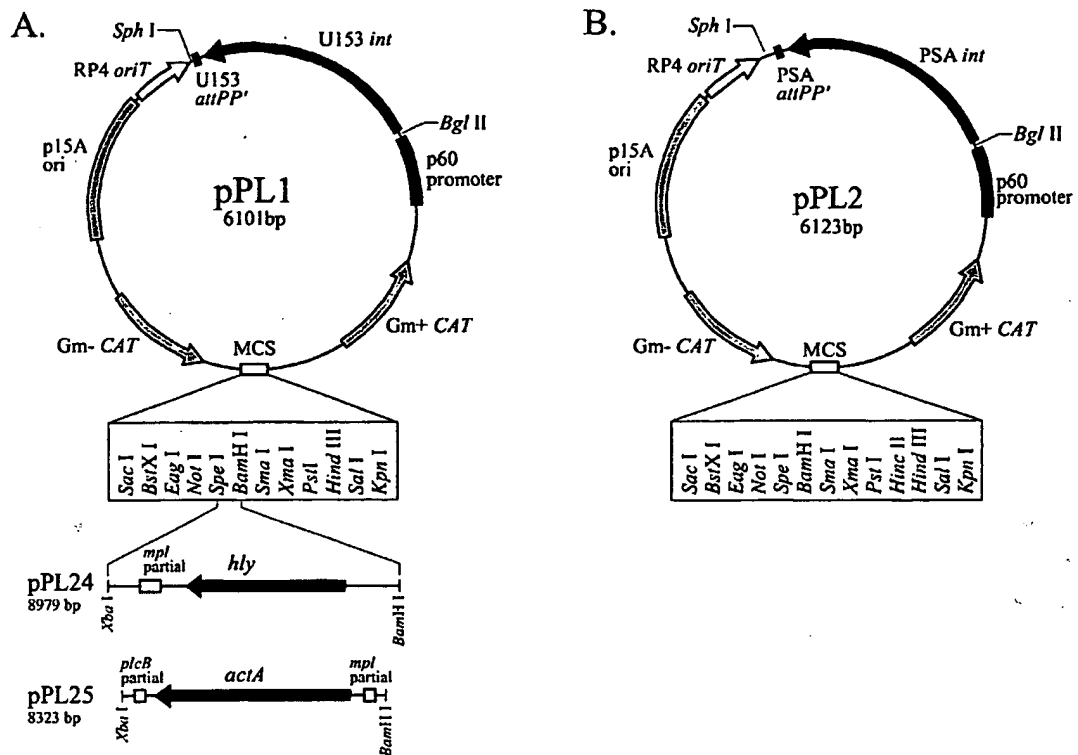 A.
Sph I
U153 int
RP4 oriT
U153
attPP'
Bgl II
p15A
ori
p60
promoter
pPL1
6101bp
Gm- CAT
Gm+ CAT
MCS
Sac I
BstX I
Eag I
Not I
Spe I
BamH I
Sma I
Xma I
PstI
Hind III
Sal I
Kpn I
pPL24
8979 bp
mpl
partial
hly
Xba I
BamH I
pPL25
8323 bp
plcB
partial
actA
mpl
partial
Xba I
BamH I
B.
Sph I
PSA int
RP4 oriT
PSA
attPP'
Bgl II
p15A
ori
p60
promoter
pPL2
6123bp
Gm- CAT
Gm+ CAT
MCS
Sac I
BstX I
Eag I
Not I
Spe I
BamH I
Sma I
Xma I
Pst I
Hinc II
Hind III
Sal I
Kpn I